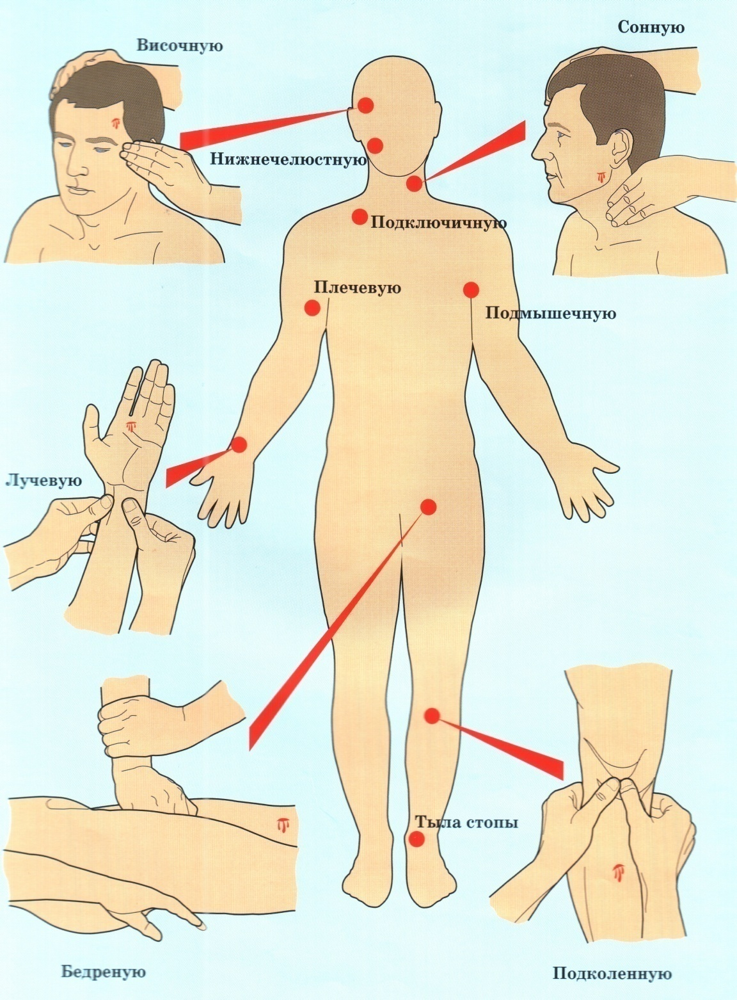 Сонную
Височную
Нижнечелюстную
Подключичную
Плечевую
Подмышечную
Лучевую
Тыла стопы
Бедреную
Подколенную